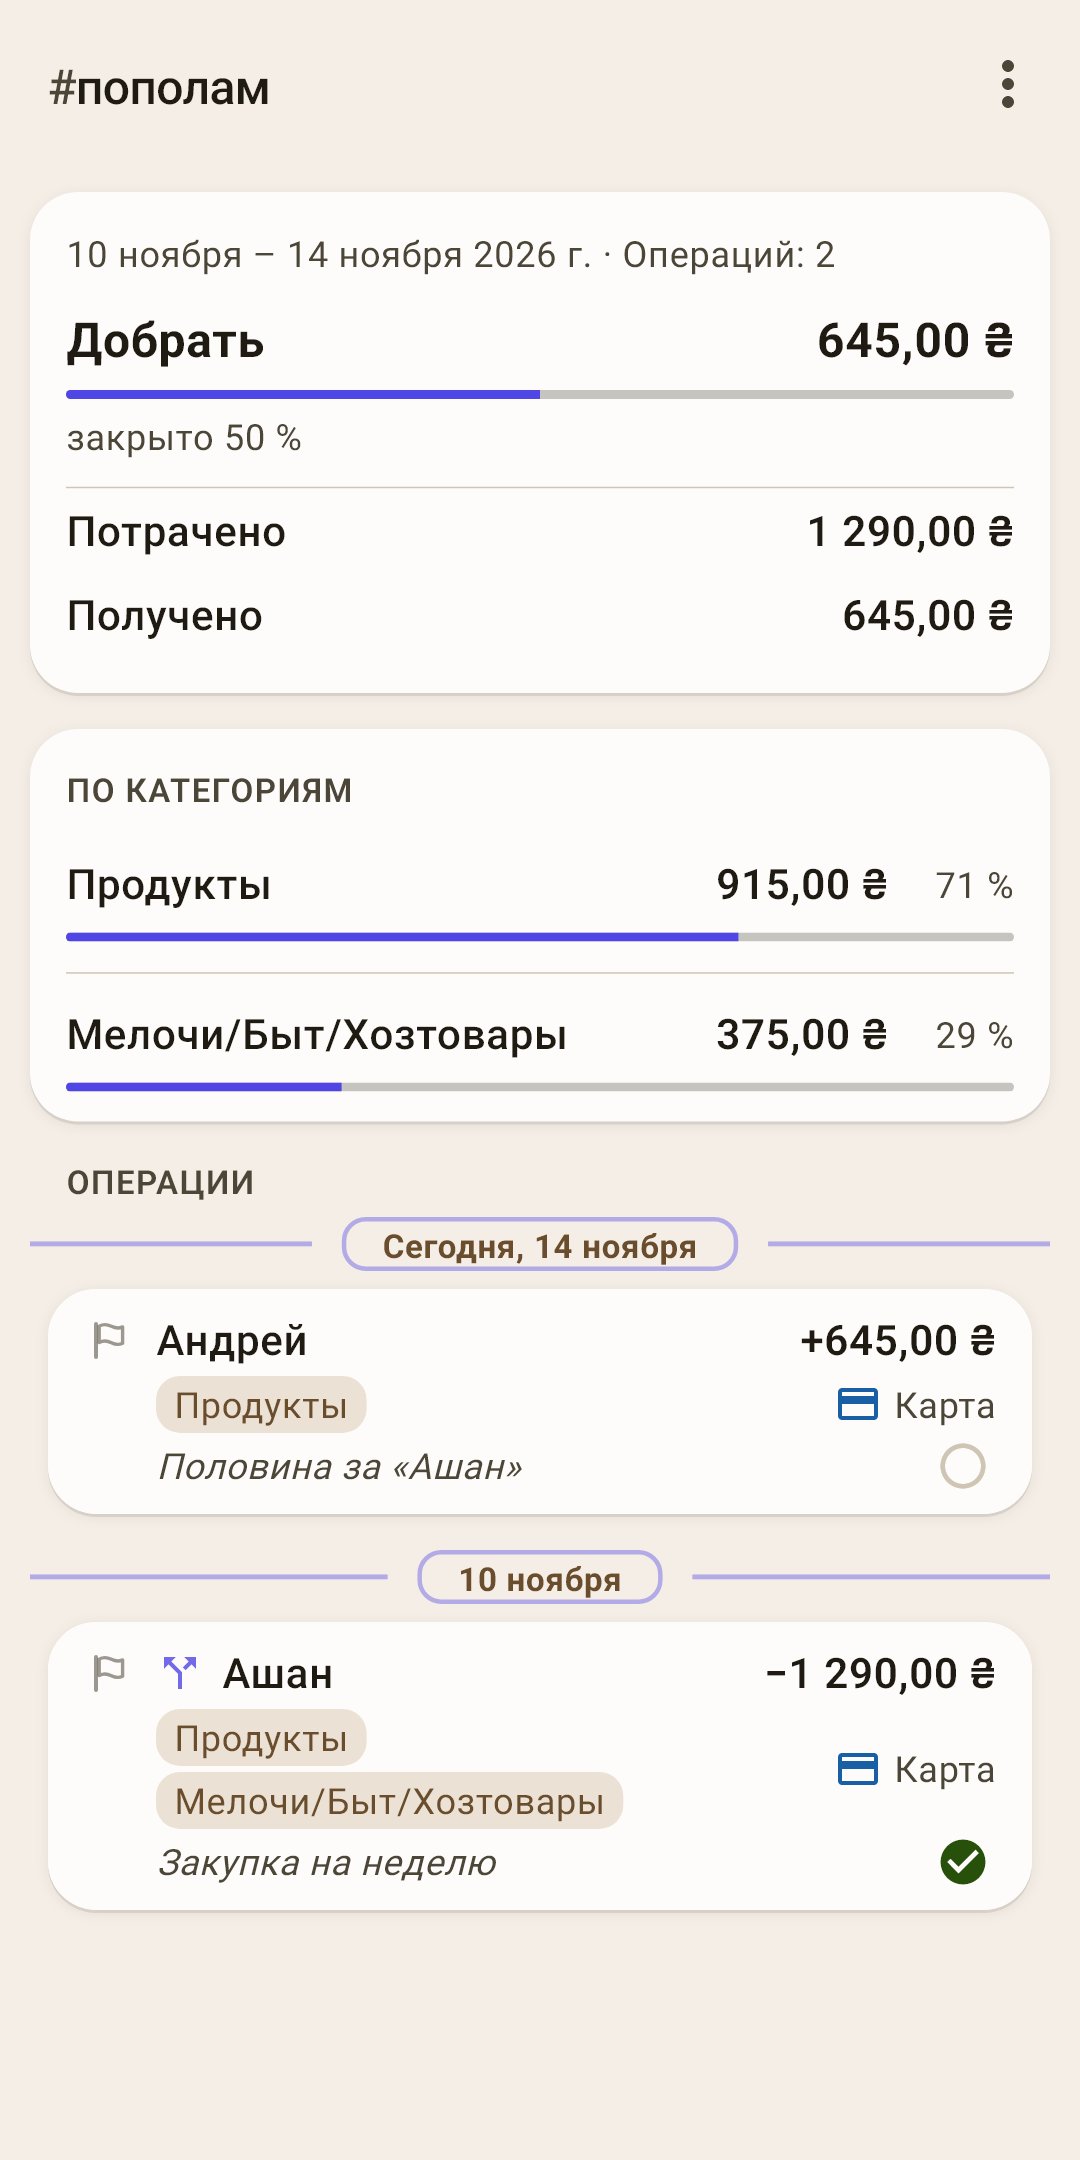 #пополам
10 ноября – 14 ноября 2026 г. · Операций: 2
Добрать 645,00 ₴
закрыто 50 %
Потрачено 1 290,00 ₴
Получено 645,00 ₴
ПО КАТЕГОРИЯМ
Продукты 915,00 ₴ 71 %
Мелочи/Быт/Хозтовары 375,00 ₴ 29 %
ОПЕРАЦИИ
Сегодня, 14 ноября
Андрей +645,00 ₴
Продукты Карта
Половина за «Ашан»
10 ноября
Ашан −1 290,00 ₴
Продукты
Карта
Мелочи/Быт/Хозтовары
Закупка на неделю